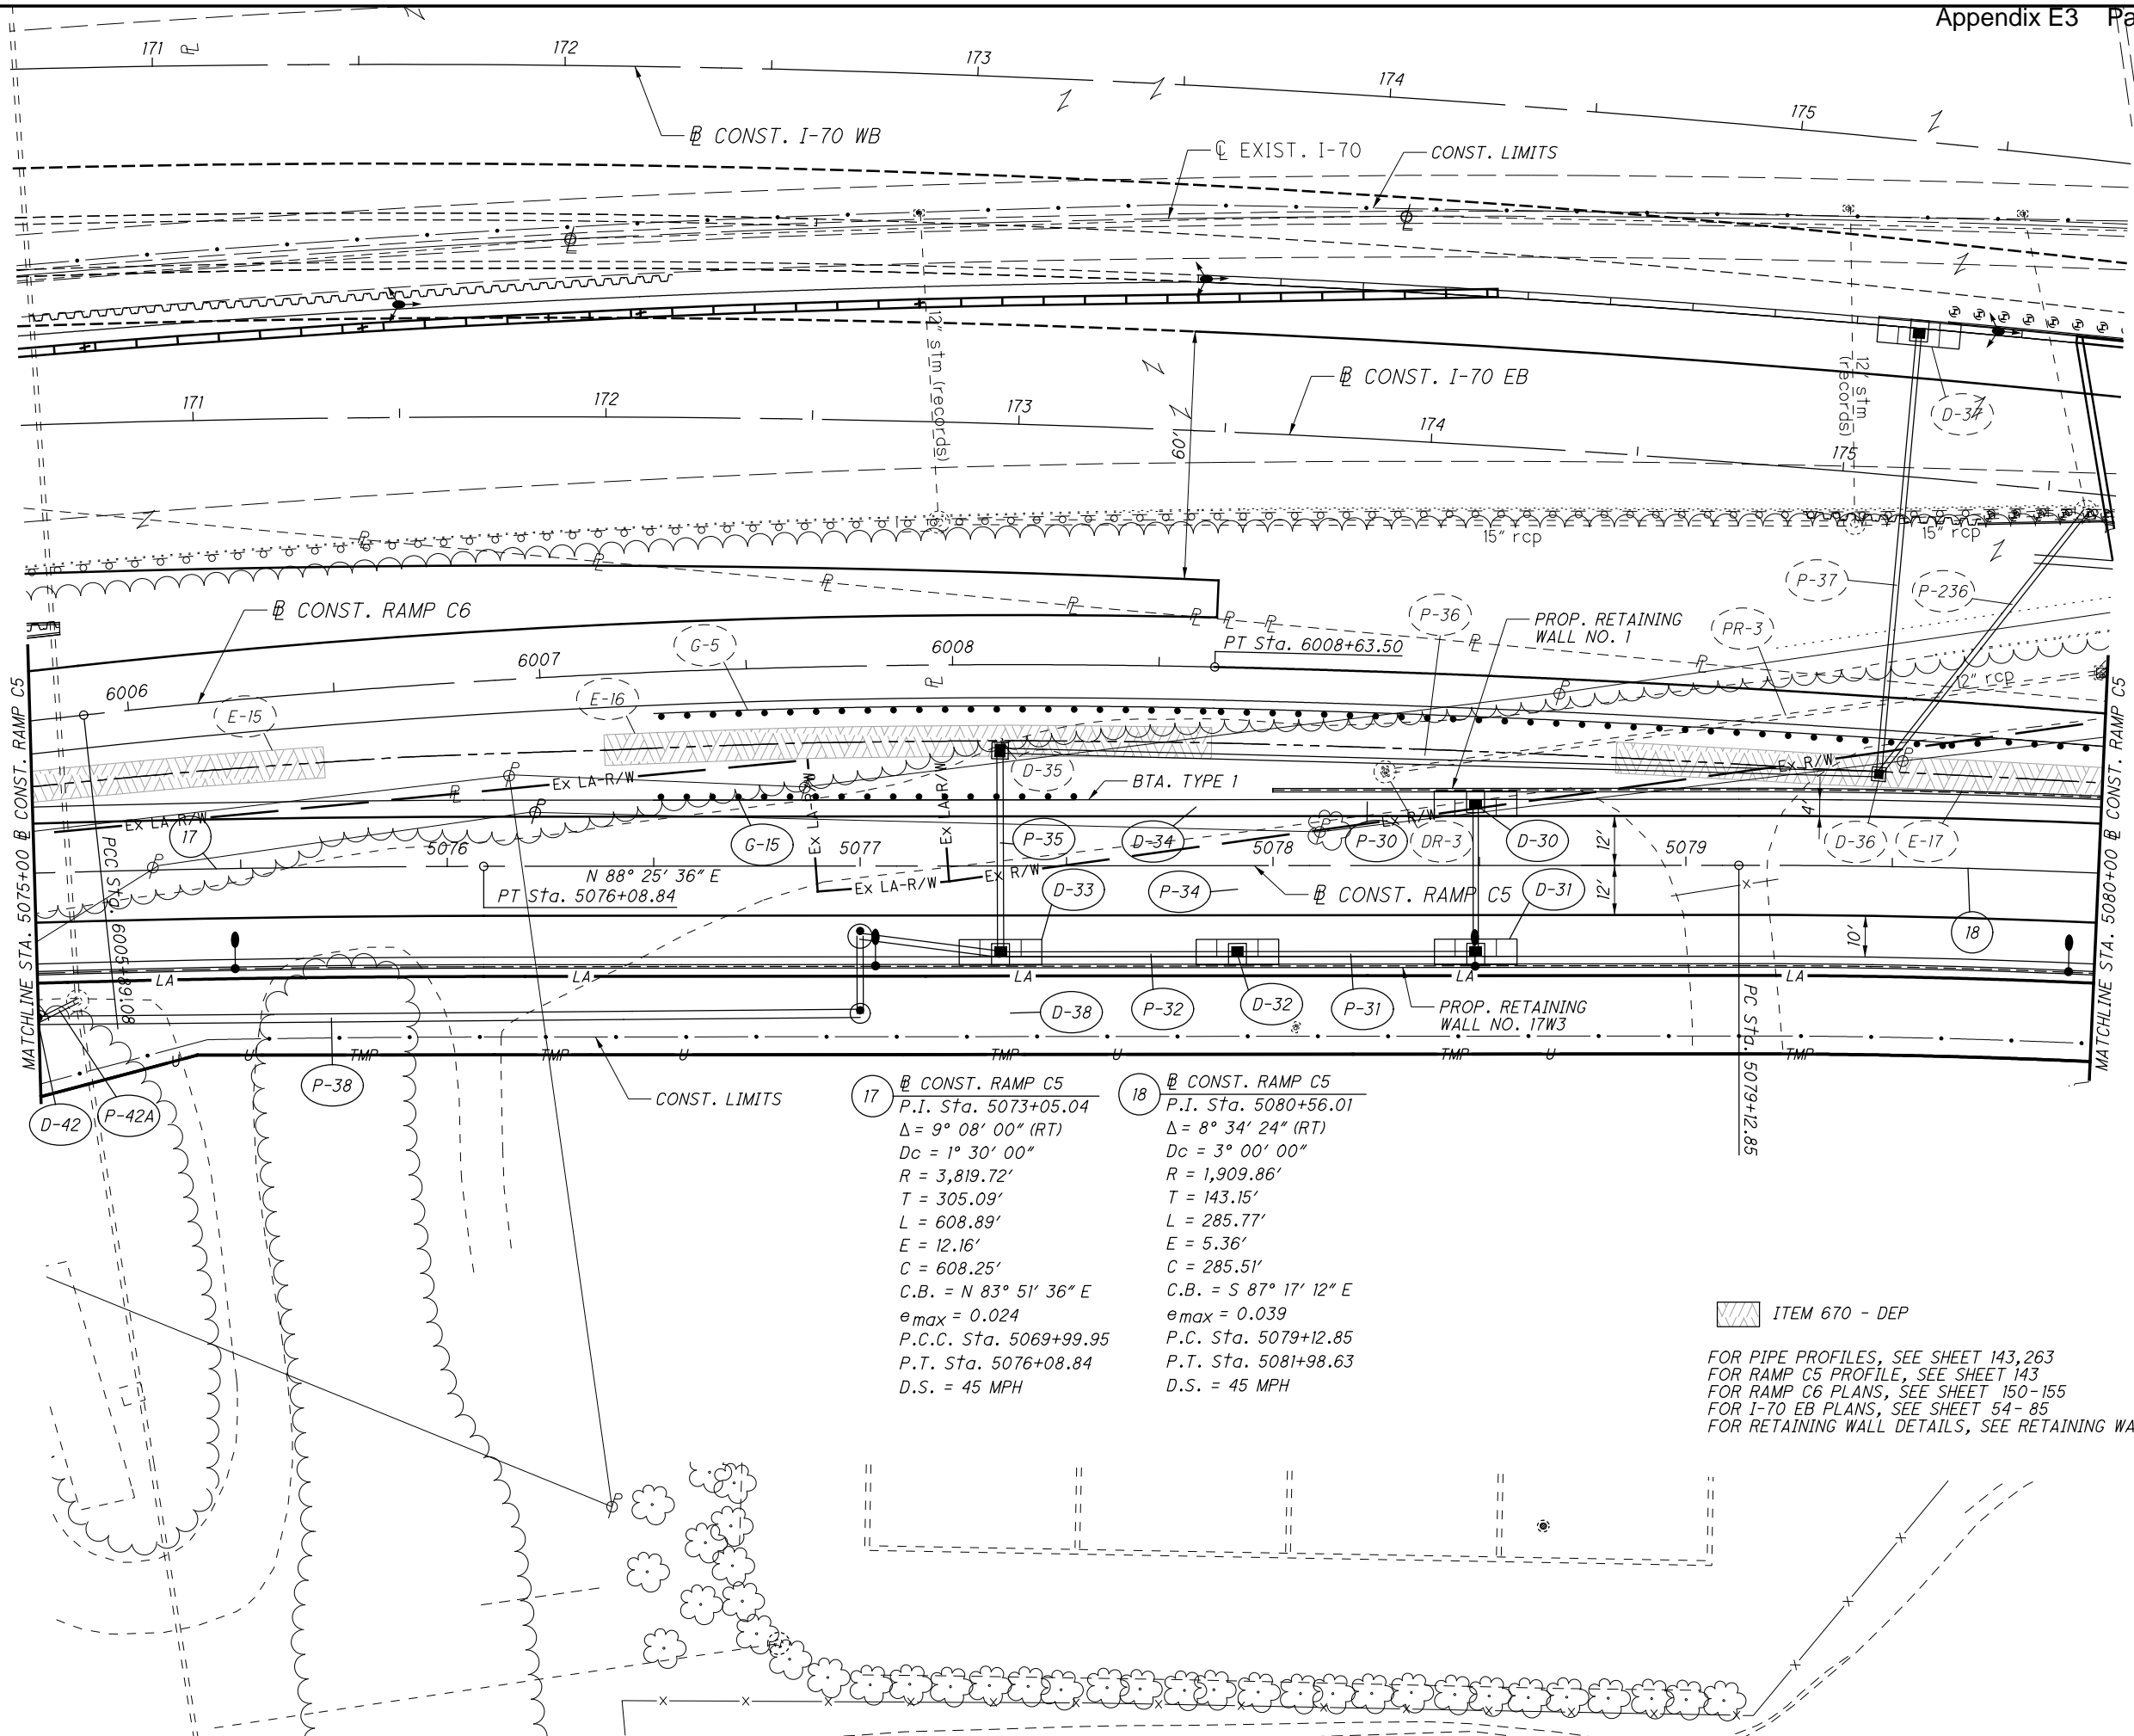 Appendix E3 Pa
171
172
173
174
175
℄ EXIST. I-70
CONST. LIMITS
CONST. I-70 WB
12" stm (records)
12" stm (records)
CONST. I-70 EB
171
172
173
174
175
60'
D-37
15" rcp
15" rcp
P-37
P-236
CONST. RAMP C6
G-5
P-36
PROP. RETAINING
WALL NO. 1
PR-3
PT Sta. 6008+63.50
6006
6007
6008
E-15
E-16
12" rcp
D-35
BTA. TYPE 1
Ex LA-R/W
Ex LA-R/W
Ex LA-R/W
Ex LA-R/W
Ex R/W
Ex R/W
4'
17
G-15
P-35
D-34
P-30
DR-3
D-30
D-36
E-17
5076
5077
5078
5079
12'
12'
N 88° 25' 36" E
PT Sta. 5076+08.84
Ex LA-R/W
Ex R/W
CONST. RAMP C5
D-33
P-34
D-31
18
10'
PCC Sta. 6005+89.08
MATCHLINE STA. 5075+00 CONST. RAMP C5
MATCHLINE STA. 5080+00 CONST. RAMP C5
LA
LA
LA
LA
LA
D-38
P-32
D-32
P-31
PROP. RETAINING
WALL NO. 17W3
PC Sta. 5079+12.85
U
U
TMP
TMP
U
TMP
U
TMP
U
TMP
P-38
CONST. LIMITS
D-42
P-42A
17
CONST. RAMP C5
P.I. Sta. 5073+05.04
Δ = 9° 08' 00" (RT)
Dc = 1° 30' 00"
R = 3,819.72'
T = 305.09'
L = 608.89'
E = 12.16'
C = 608.25'
C.B. = N 83° 51' 36" E
e max = 0.024
P.C.C. Sta. 5069+99.95
P.T. Sta. 5076+08.84
D.S. = 45 MPH
18
CONST. RAMP C5
P.I. Sta. 5080+56.01
Δ = 8° 34' 24" (RT)
Dc = 3° 00' 00"
R = 1,909.86'
T = 143.15'
L = 285.77'
E = 5.36'
C = 285.51'
C.B. = S 87° 17' 12" E
e max = 0.039
P.C. Sta. 5079+12.85
P.T. Sta. 5081+98.63
D.S. = 45 MPH
ITEM 670 - DEP
FOR PIPE PROFILES, SEE SHEET 143,263
FOR RAMP C5 PROFILE, SEE SHEET 143
FOR RAMP C6 PLANS, SEE SHEET 150-155
FOR I-70 EB PLANS, SEE SHEET 54-85
FOR RETAINING WALL DETAILS, SEE RETAINING WA